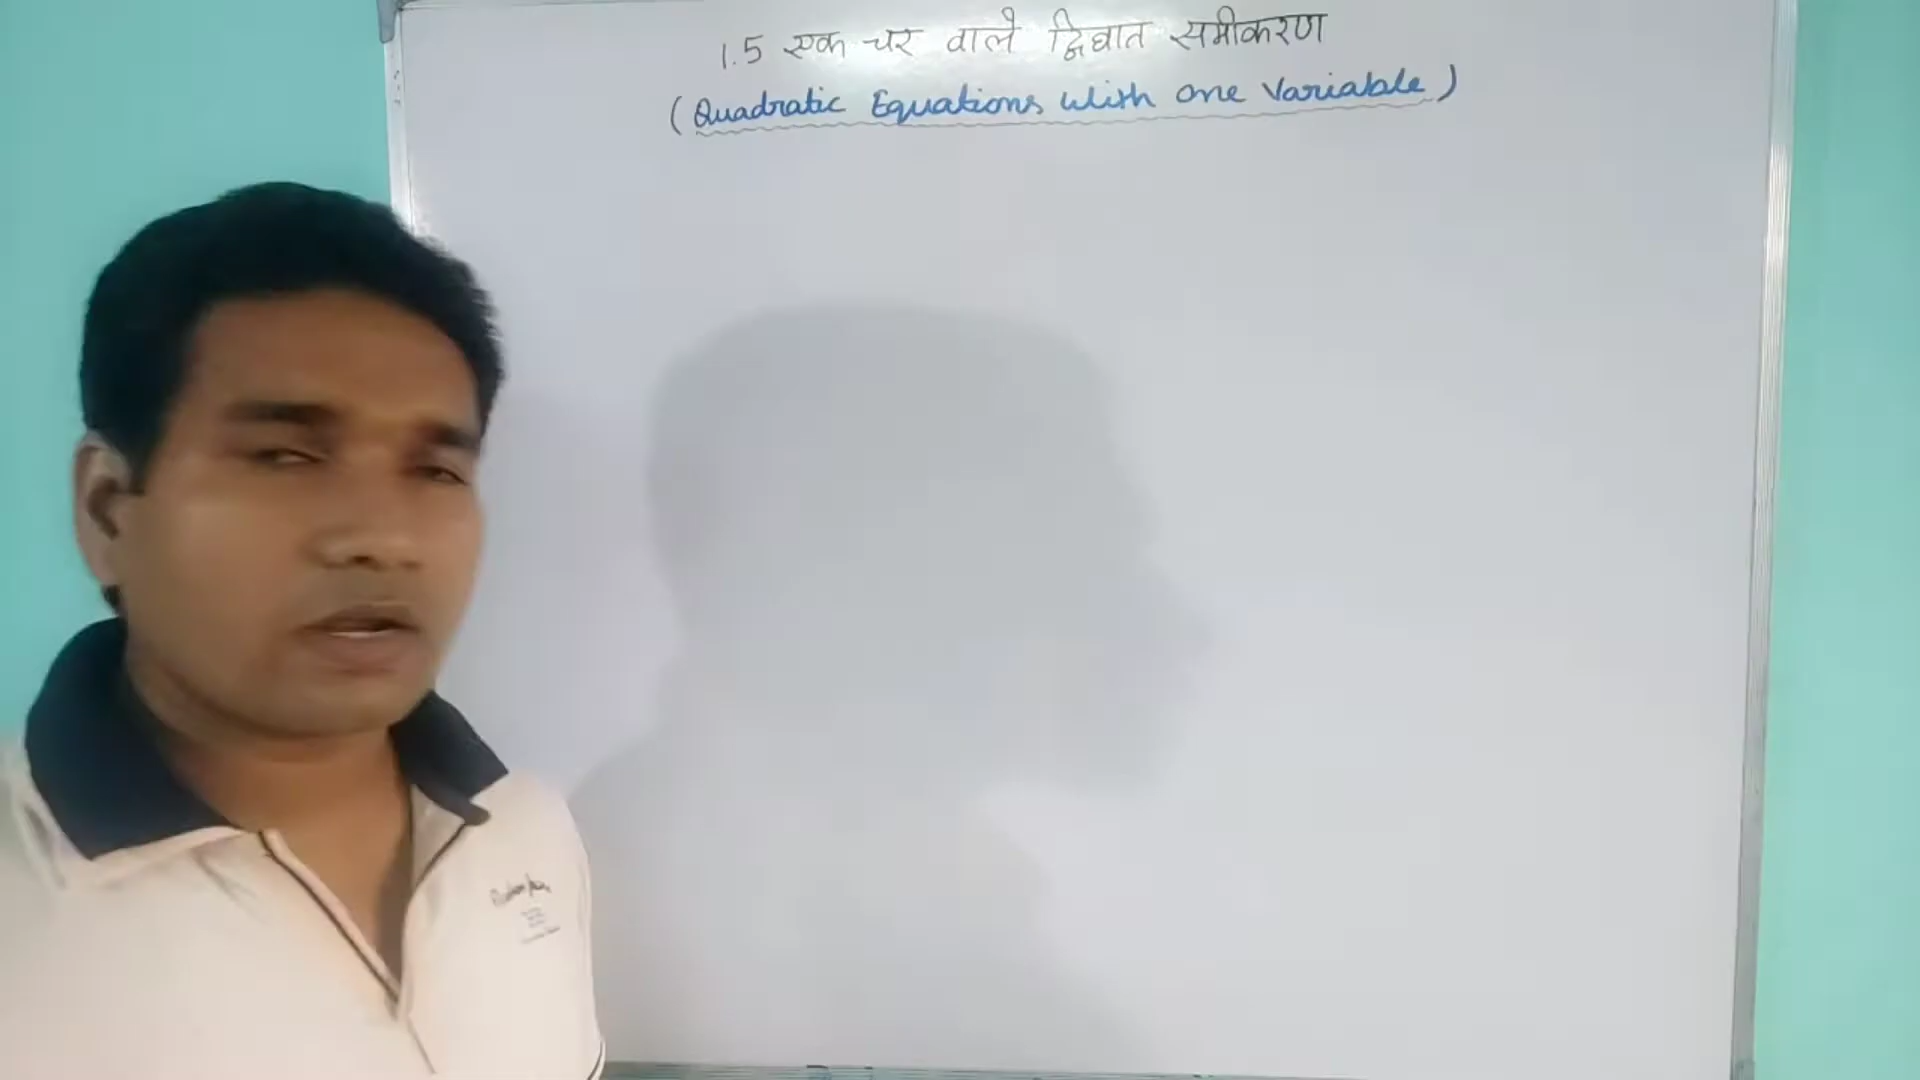 1.5 एक चर वाले द्विघात समीकरण
(Quadratic Equations With One Variable)